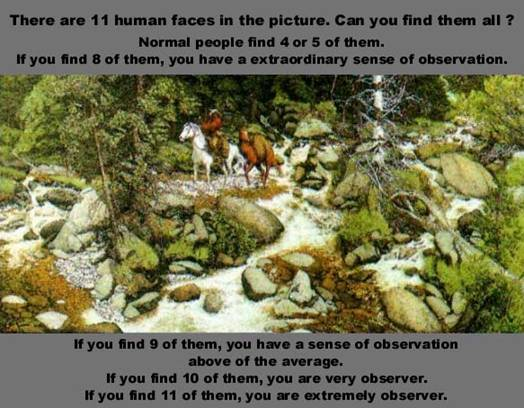 There are 11 human faces in the picture. Can you find them all ?
Normal people find 4 or 5 of them.
If you find 8 of them, you have a extraordinary sense of observation.
If you find 9 of them, you have a sense of observation
above of the average.
If you find 10 of them, you are very observer.
If you find 11 of them, you are extremely observer.